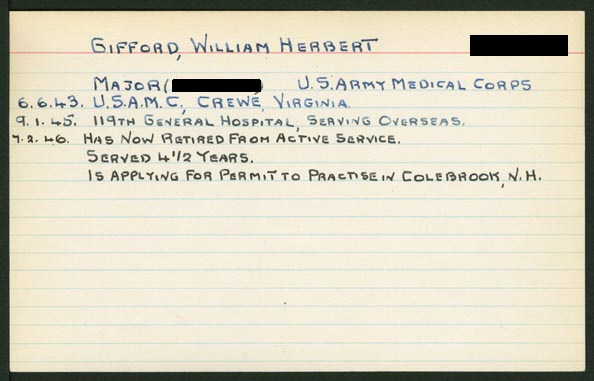 GIFFORD, WILLIAM HERBERT
MAJOR ( ) U.S. ARMY MEDICAL CORPS
6.6.43. U.S.A.M.C., CREWE, VIRGINIA.
9.1.45. 119TH GENERAL HOSPITAL, SERVING OVERSEAS.
7.2.46. HAS NOW RETIRED FROM ACTIVE SERVICE.
SERVED 4 1/2 YEARS.
IS APPLYING FOR PERMIT TO PRACTISE IN COLEBROOK, N.H.